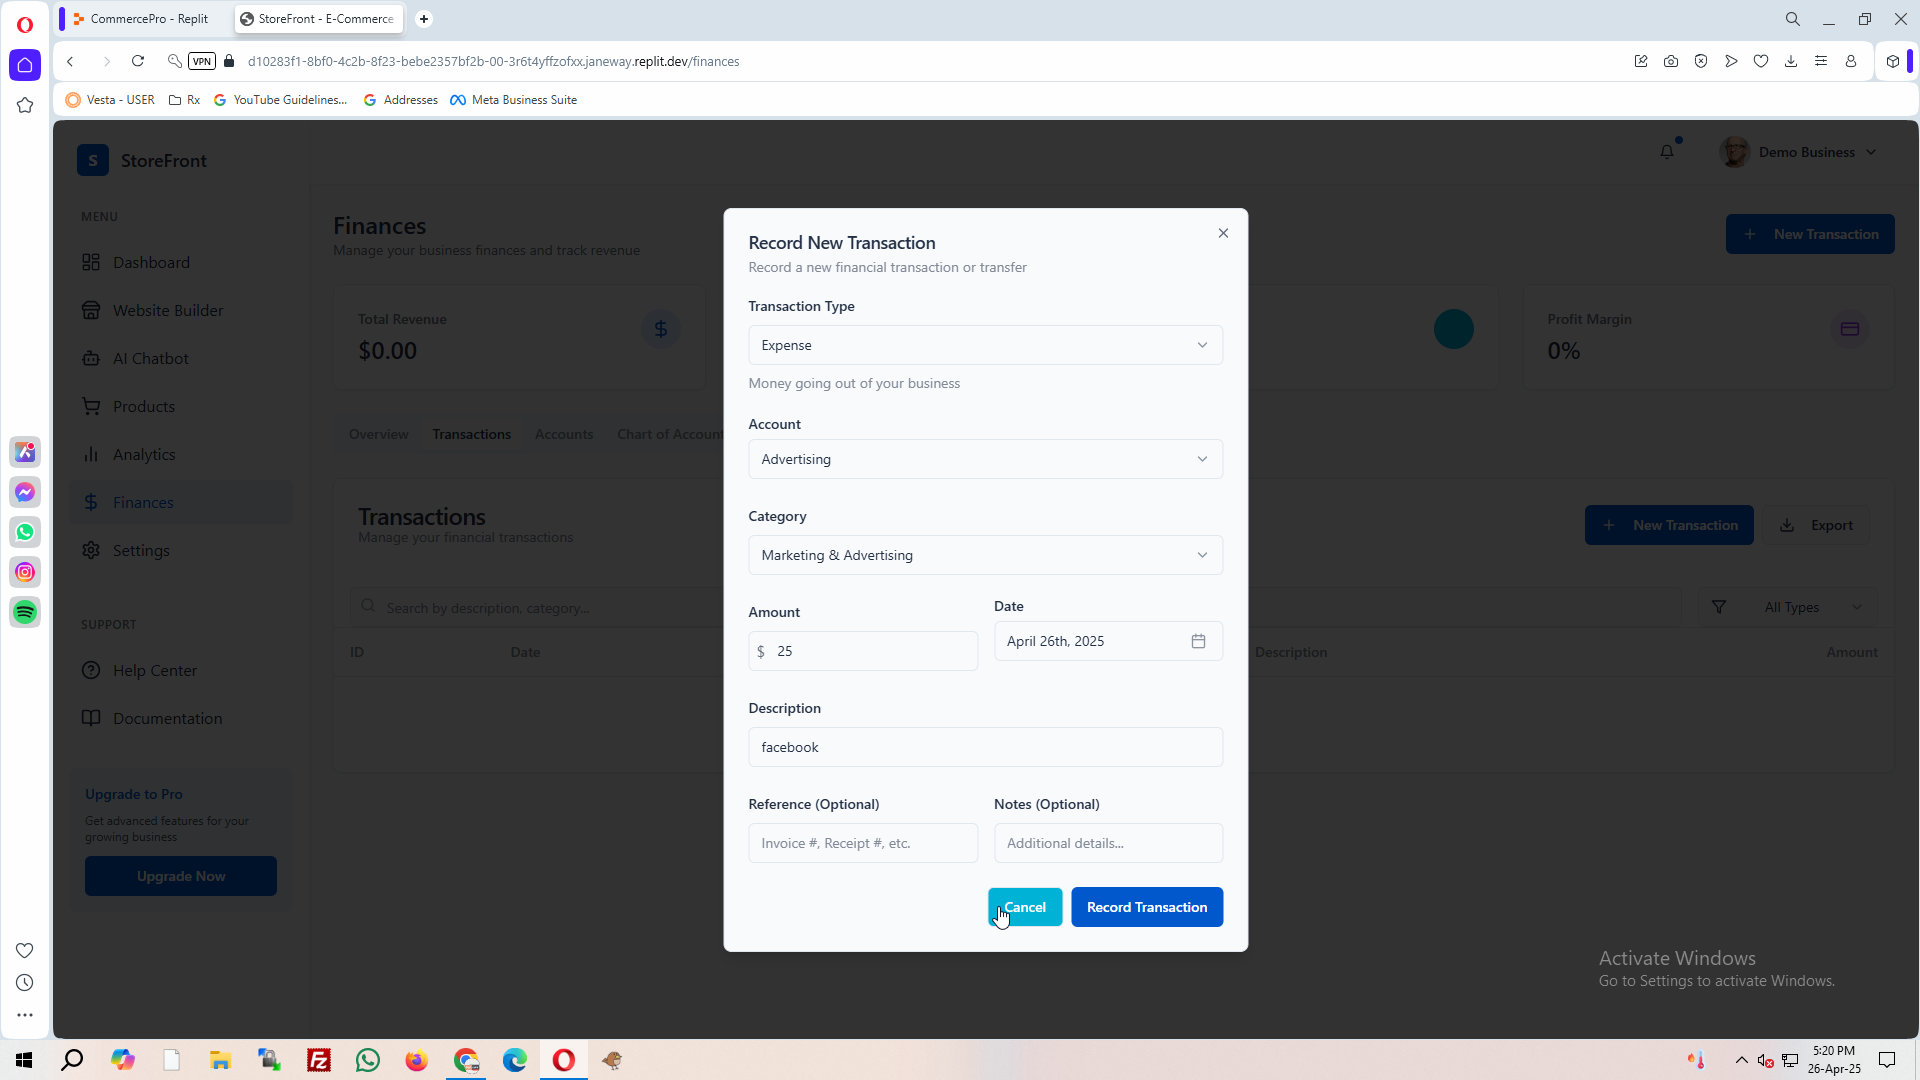 CommercePro - Replit
StoreFront - E-Commerce
VPN
d10283f1-8bf0-4c2b-8f23-bebe2357bf2b-00-3r6t4yffzofxx.janeway.replit.dev/finances
Vesta - USER
Rx
YouTube Guidelines...
Addresses
Meta Business Suite
S
StoreFront
Demo Business
MENU
Dashboard
Website Builder
AI Chatbot
Products
Analytics
Finances
Settings
SUPPORT
Help Center
Documentation
Upgrade to Pro
Get advanced features for your
growing business
Upgrade Now
Finances
Manage your business finances and track revenue
New Transaction
Total Revenue
$0.00
Profit Margin
0%
Overview
Transactions
Accounts
Chart of Accoun
Transactions
Manage your financial transactions
New Transaction
Export
Search by description, category...
All Types
ID
Date
Description
Amount
Record New Transaction
Record a new financial transaction or transfer
Transaction Type
Expense
Money going out of your business
Account
Advertising
Category
Marketing & Advertising
Amount
$ 25
Date
April 26th, 2025
Description
facebook
Reference (Optional)
Invoice #, Receipt #, etc.
Notes (Optional)
Additional details...
Cancel
Record Transaction
Activate Windows
Go to Settings to activate Windows.
5:20 PM
26-Apr-25